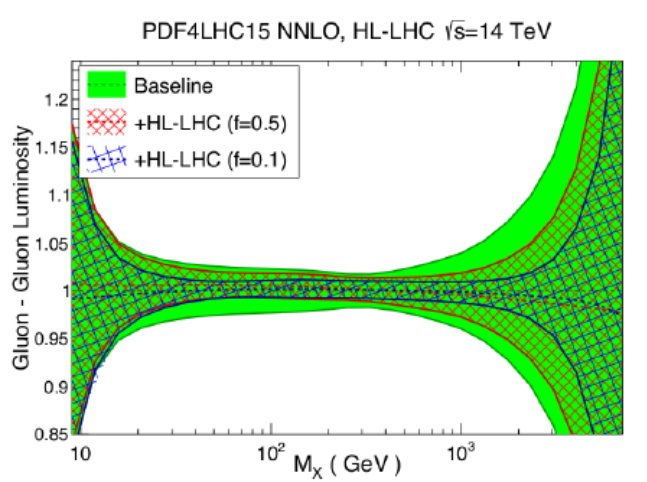 PDF4LHC15 NNLO, HL-LHC √s=14 TeV
Gluon - Gluon Luminosity
1.2
1.15
1.1
1.05
1
0.95
0.9
0.85
Baseline
+HL-LHC (f=0.5)
+HL-LHC (f=0.1)
10
10²
10³
M_X ( GeV )